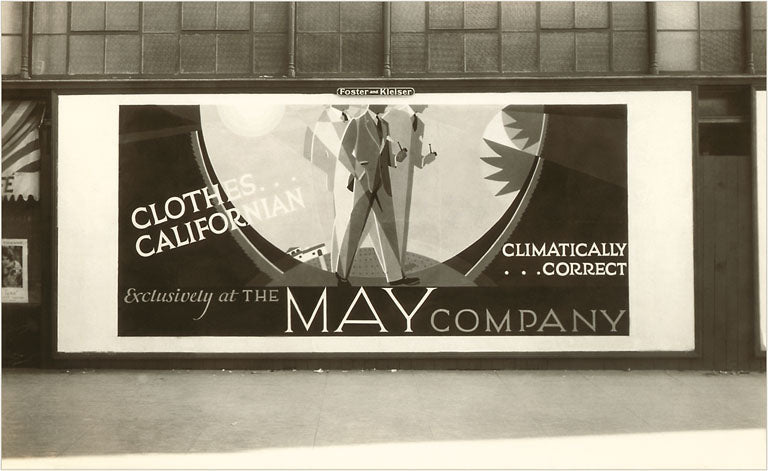 Foster and Kleiser
CLOTHES...
CALIFORNIAN
CLIMATICALLY
...CORRECT
Exclusively at THE MAY COMPANY